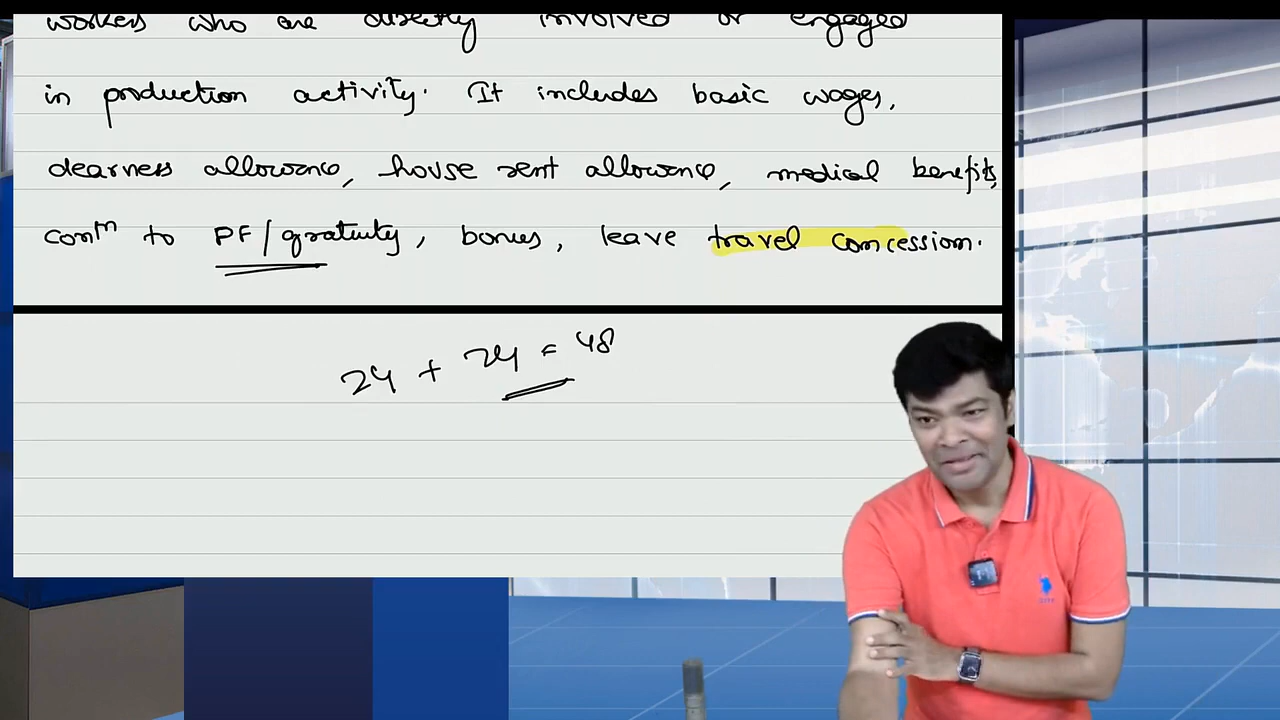 workers who are directly involved or engaged
in production activity. It includes basic wages,
dearness allowance, house rent allowance, medical benefits,
contn to PF/gratuity, bonus, leave travel concession.
24 + 24 = 48